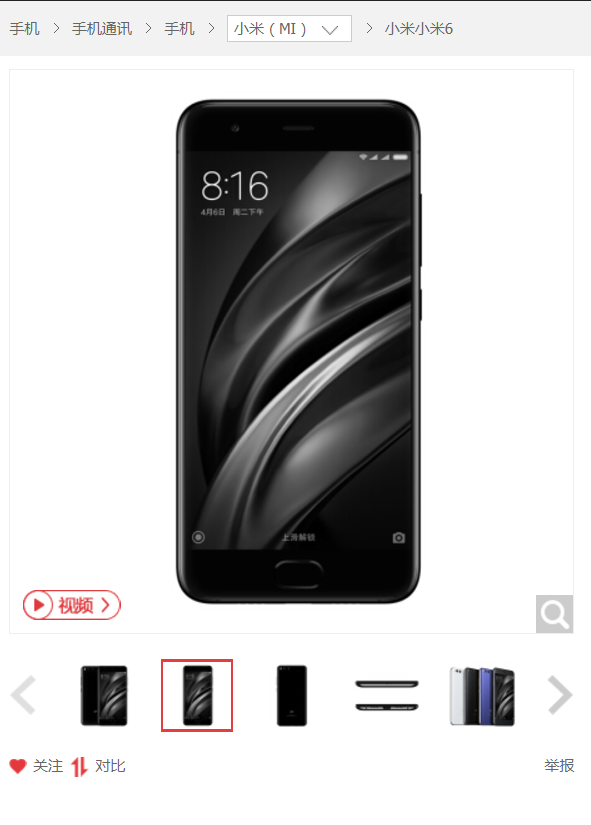 手机 > 手机通讯 > 手机 > 小米（MI） > 小米小米6
8:16
4月6日 周二下午
上滑解锁
视频
关注 对比 举报